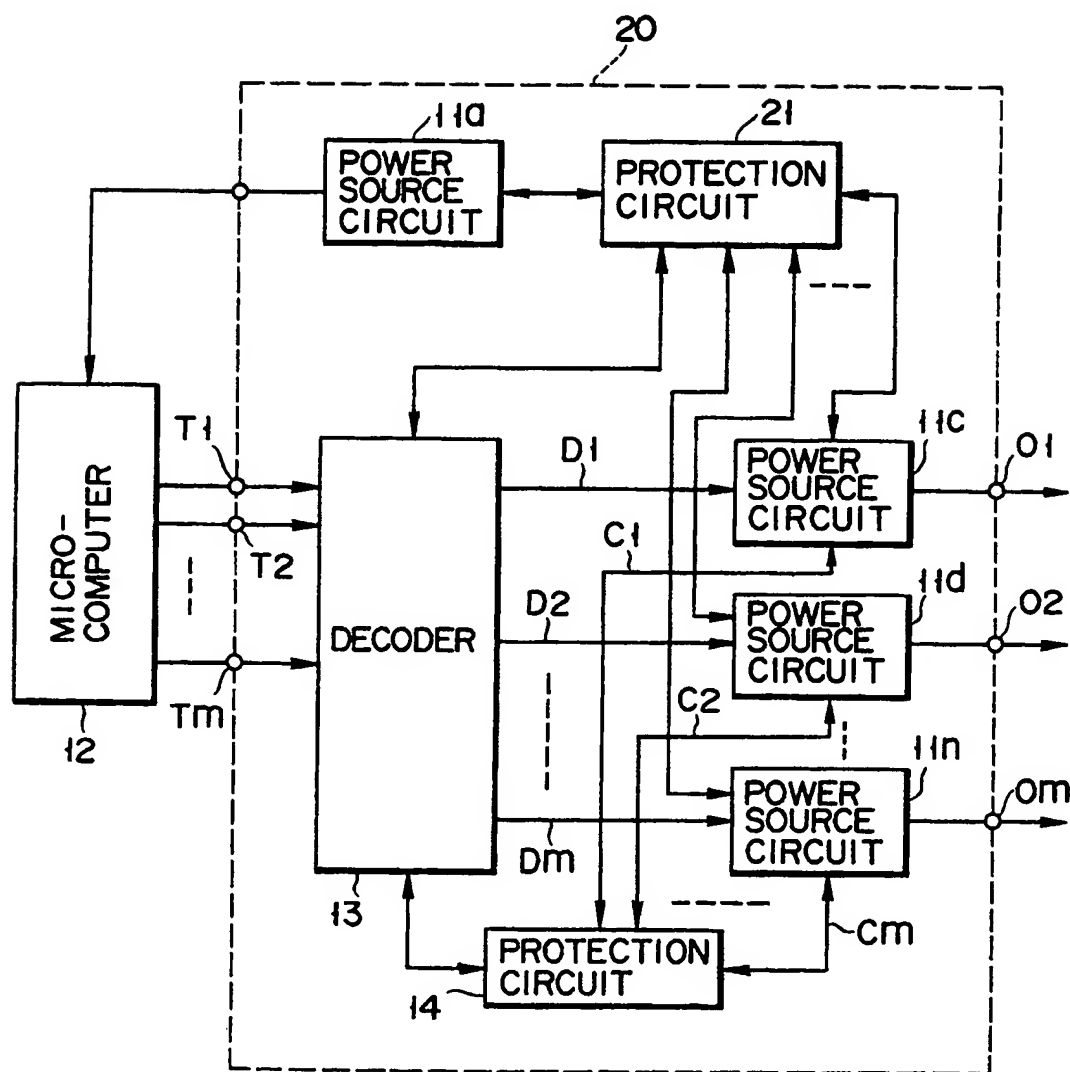 20
11a
21
POWER
SOURCE
CIRCUIT
PROTECTION
CIRCUIT
MICRO-
COMPUTER
12
T1
T2
Tm
DECODER
13
D1
D2
Dm
C1
C2
Cm
POWER
SOURCE
CIRCUIT
11c
O1
POWER
SOURCE
CIRCUIT
11d
O2
POWER
SOURCE
CIRCUIT
11n
Om
PROTECTION
CIRCUIT
14